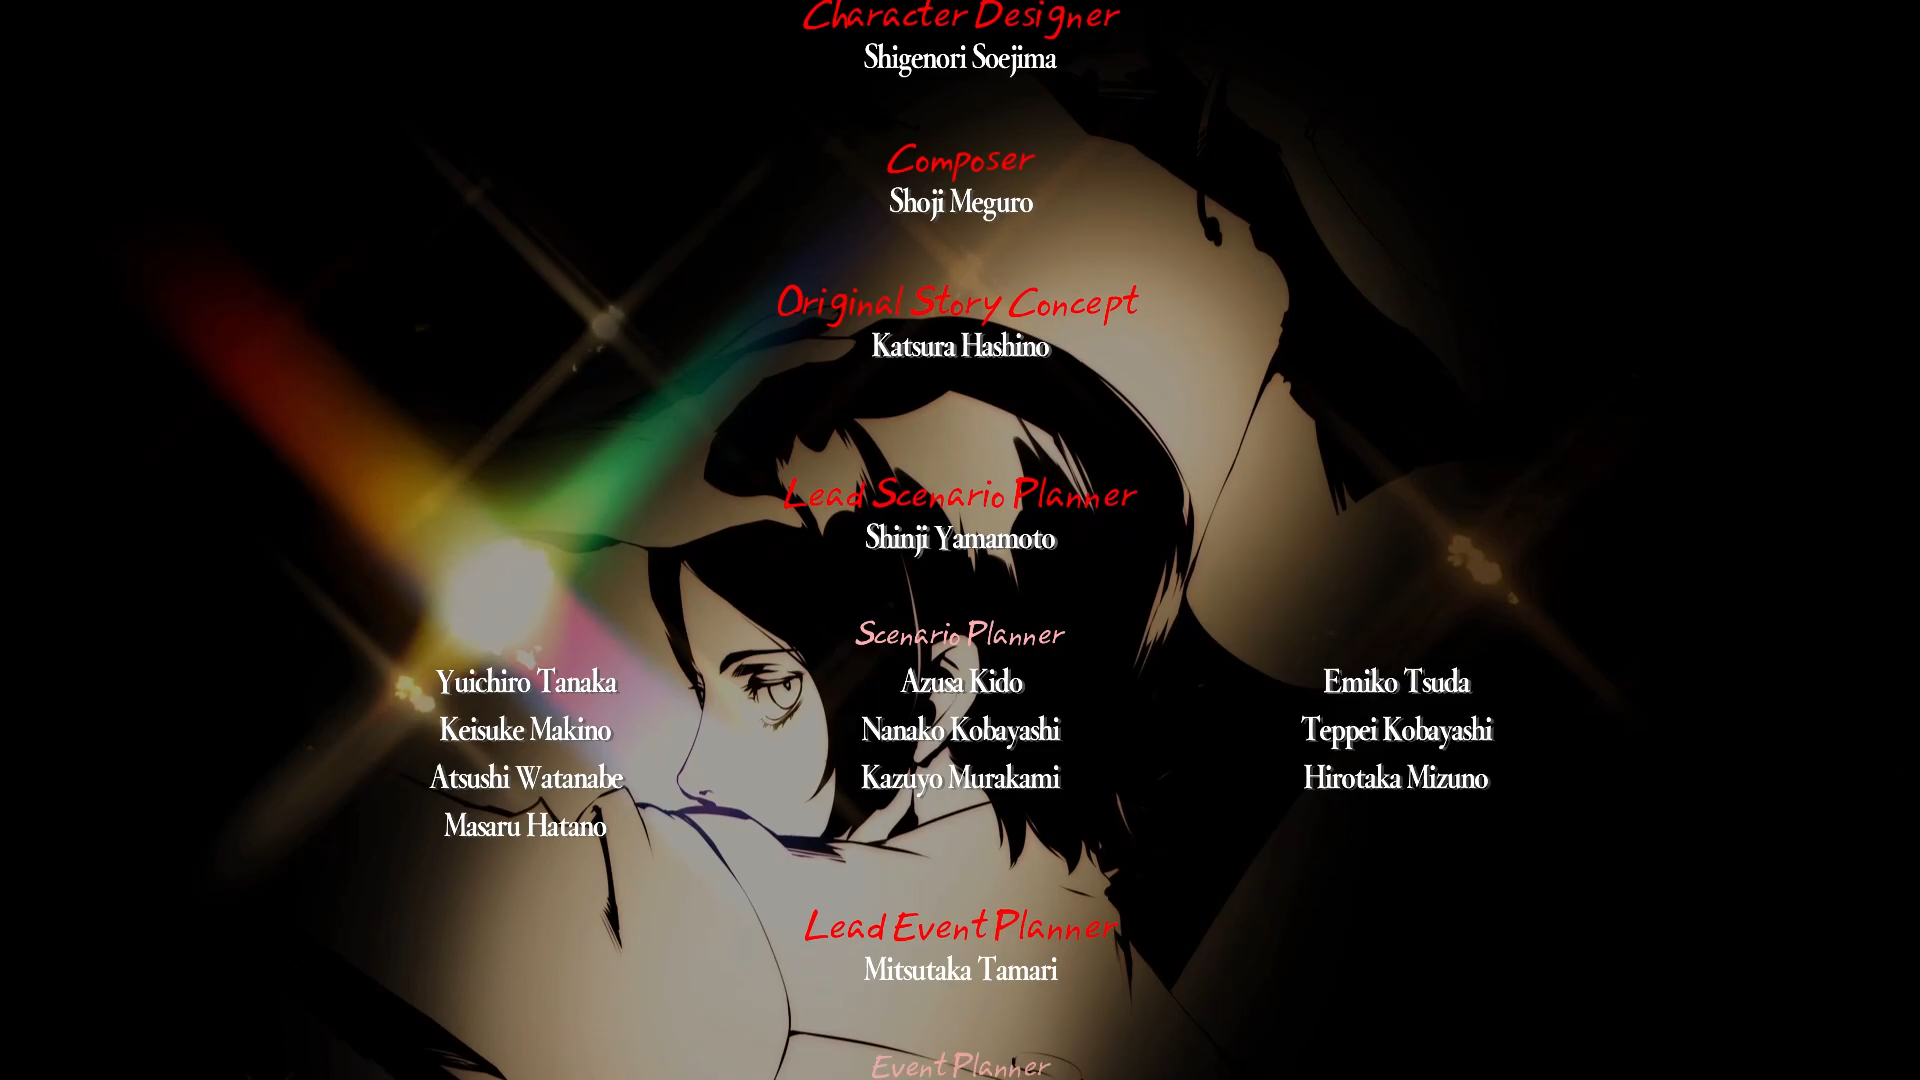 Character Designer
Shigenori Soejima
Composer
Shoji Meguro
Original Story Concept
Katsura Hashino
Lead Scenario Planner
Shinji Yamamoto
Scenario Planner
Yuichiro Tanaka Azusa Kido Emiko Tsuda
Keisuke Makino Nanako Kobayashi Teppei Kobayashi
Atsushi Watanabe Kazuyo Murakami Hirotaka Mizuno
Masaru Hatano
Lead Event Planner
Mitsutaka Tamari
Event Planner